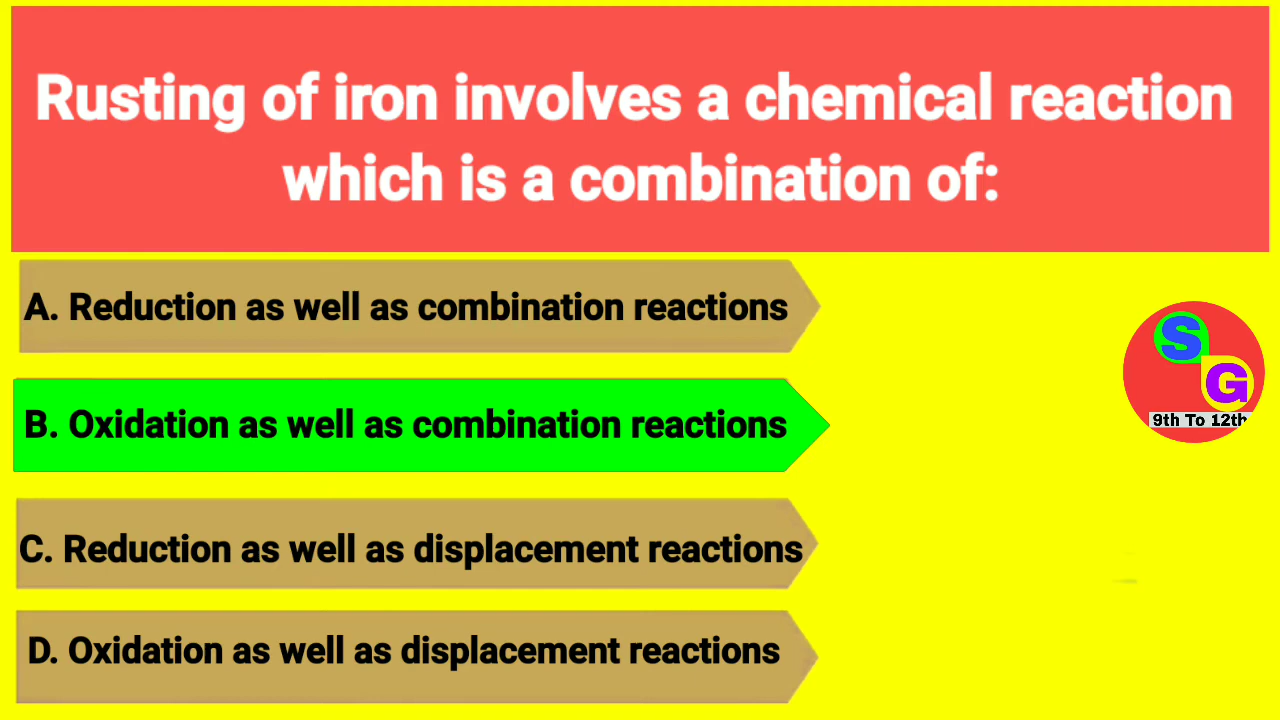 Rusting of iron involves a chemical reaction
which is a combination of:
A. Reduction as well as combination reactions
B. Oxidation as well as combination reactions
C. Reduction as well as displacement reactions
D. Oxidation as well as displacement reactions
S
G
9th To 12th